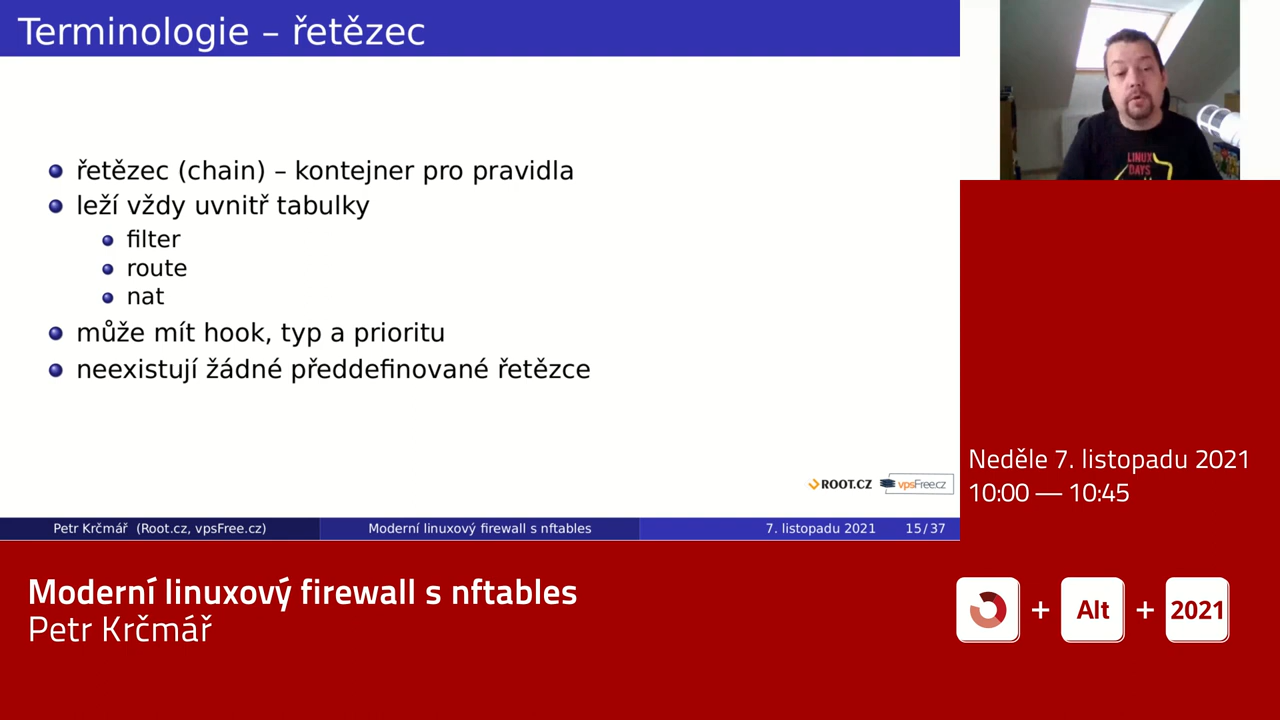 Terminologie – řetězec
řetězec (chain) – kontejner pro pravidla
leží vždy uvnitř tabulky
filter
route
nat
může mít hook, typ a prioritu
neexistují žádné předdefinované řetězce
ROOT.CZ vpsFree.cz
Petr Krčmář (Root.cz, vpsFree.cz) Moderní linuxový firewall s nftables 7. listopadu 2021 15/37
LINUX
DAYS
Neděle 7. listopadu 2021
10:00 — 10:45
Moderní linuxový firewall s nftables
Petr Krčmář
+ Alt + 2021